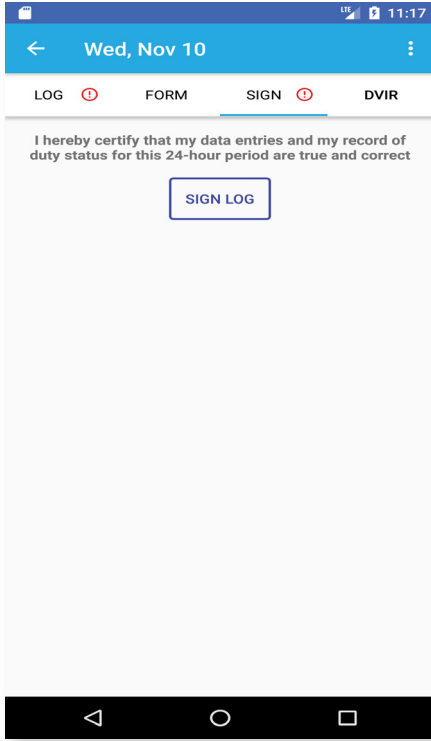 LTE 11:17
Wed, Nov 10
LOG FORM SIGN DVIR
I hereby certify that my data entries and my record of
duty status for this 24-hour period are true and correct
SIGN LOG